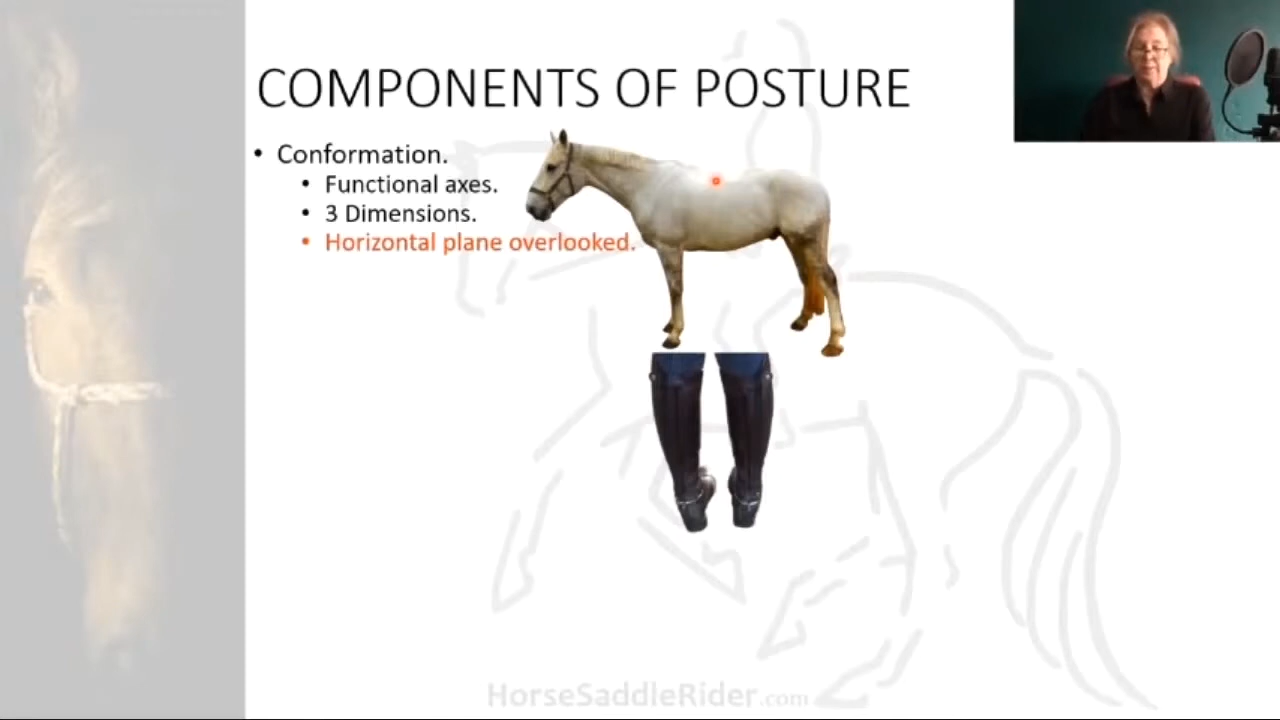 COMPONENTS OF POSTURE
• Conformation.
• Functional axes.
• 3 Dimensions.
• Horizontal plane overlooked.
HorseSaddleRider.com